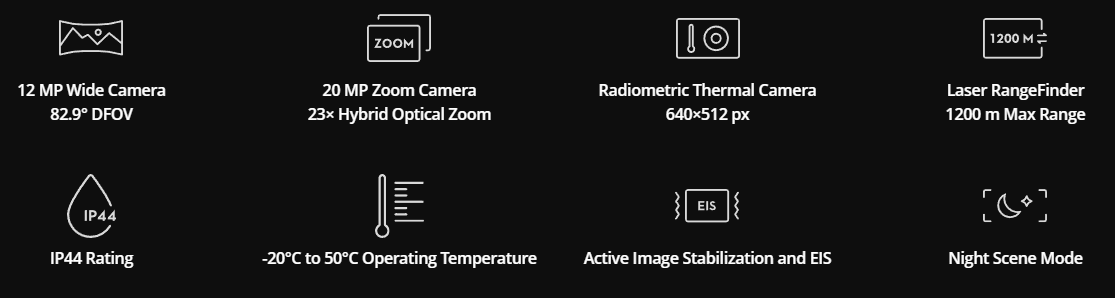 ZOOM
1200 M
12 MP Wide Camera
82.9° DFOV
20 MP Zoom Camera
23× Hybrid Optical Zoom
Radiometric Thermal Camera
640×512 px
Laser RangeFinder
1200 m Max Range
IP44
EIS
IP44 Rating
-20°C to 50°C Operating Temperature
Active Image Stabilization and EIS
Night Scene Mode